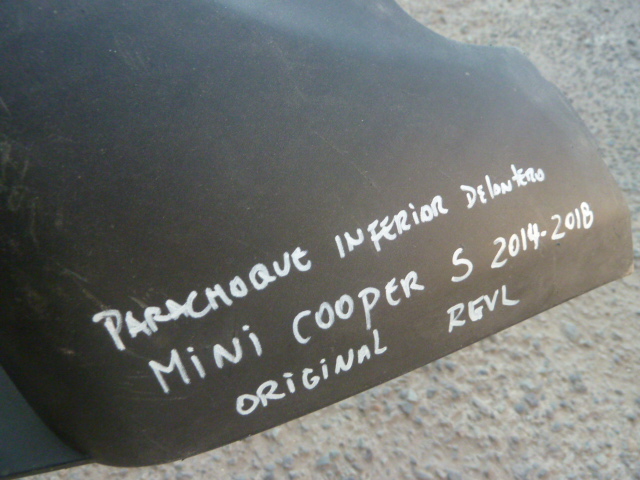 PARACHOQUE INFERIOR DElantERO
MiNi COOPER S 2014-2018
ORiGiNAL REVL